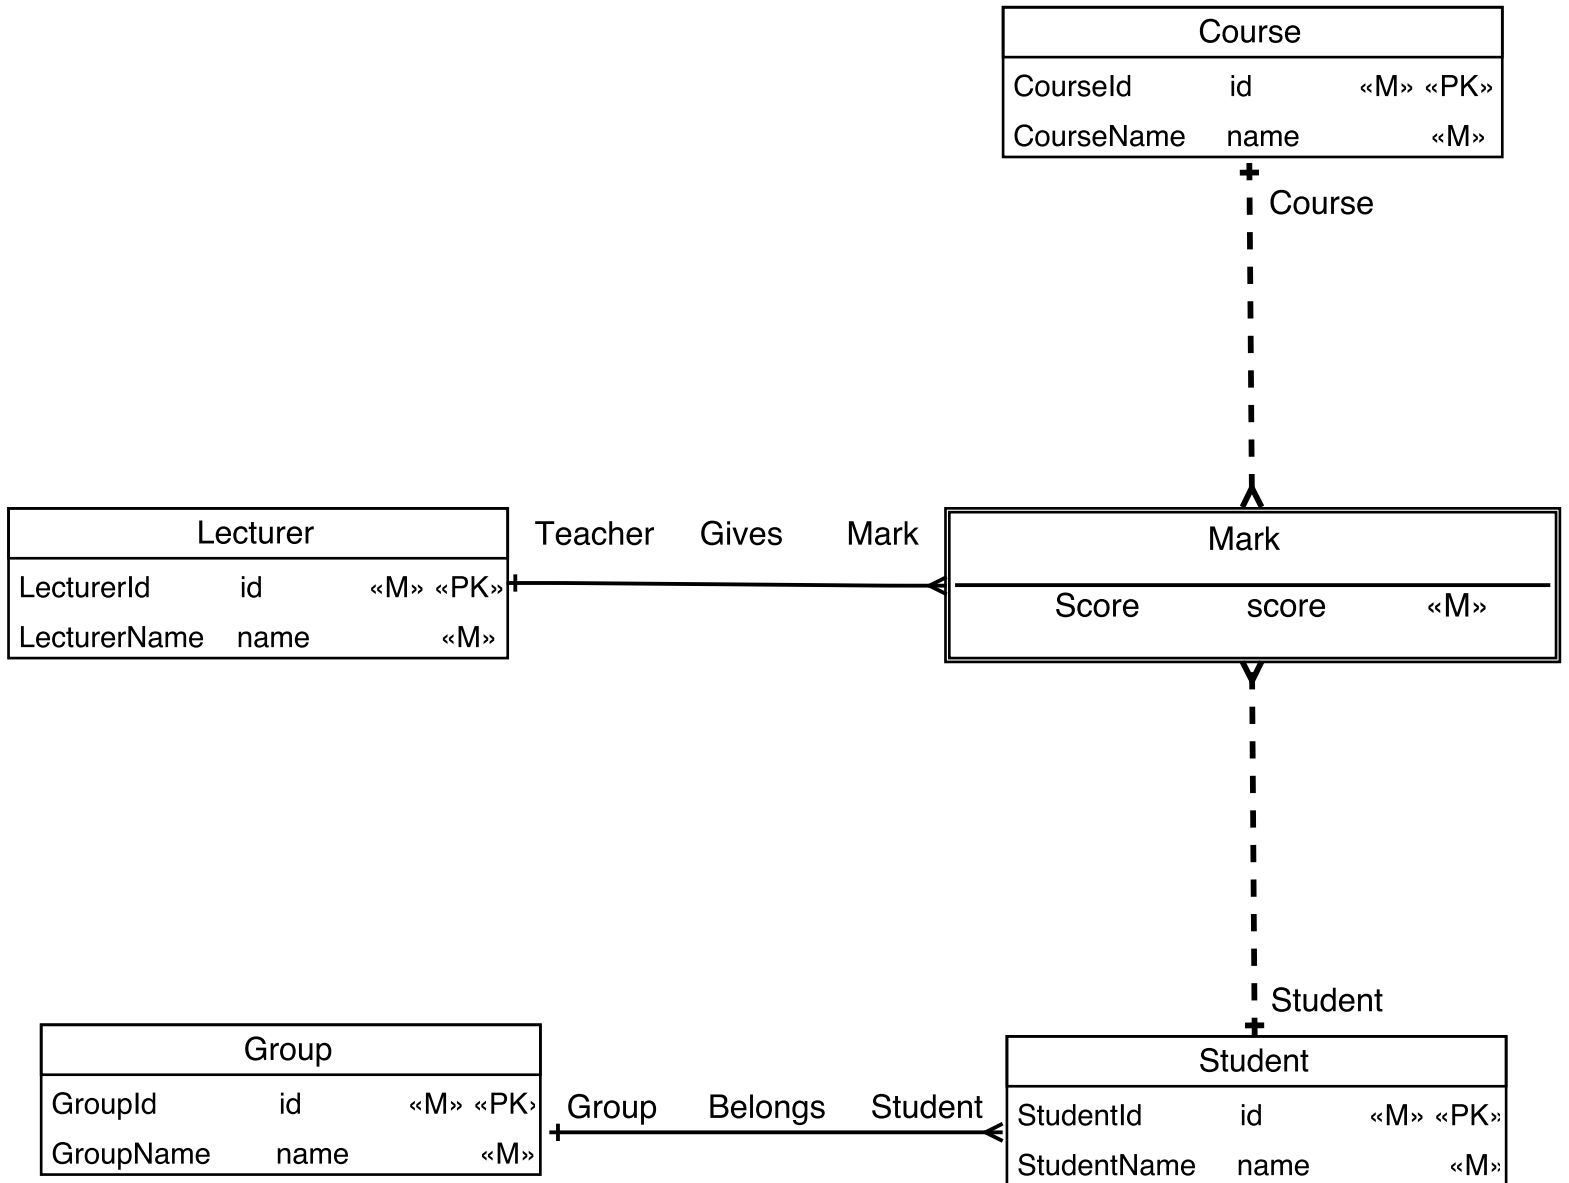 Course
CourseId id «M» «PK»
CourseName name «M»
Course
Lecturer
LecturerId id «M» «PK»
LecturerName name «M»
Teacher Gives Mark
Mark
Score score «M»
Student
Group
GroupId id «M» «PK»
GroupName name «M»
Group Belongs Student
Student
StudentId id «M» «PK»
StudentName name «M»